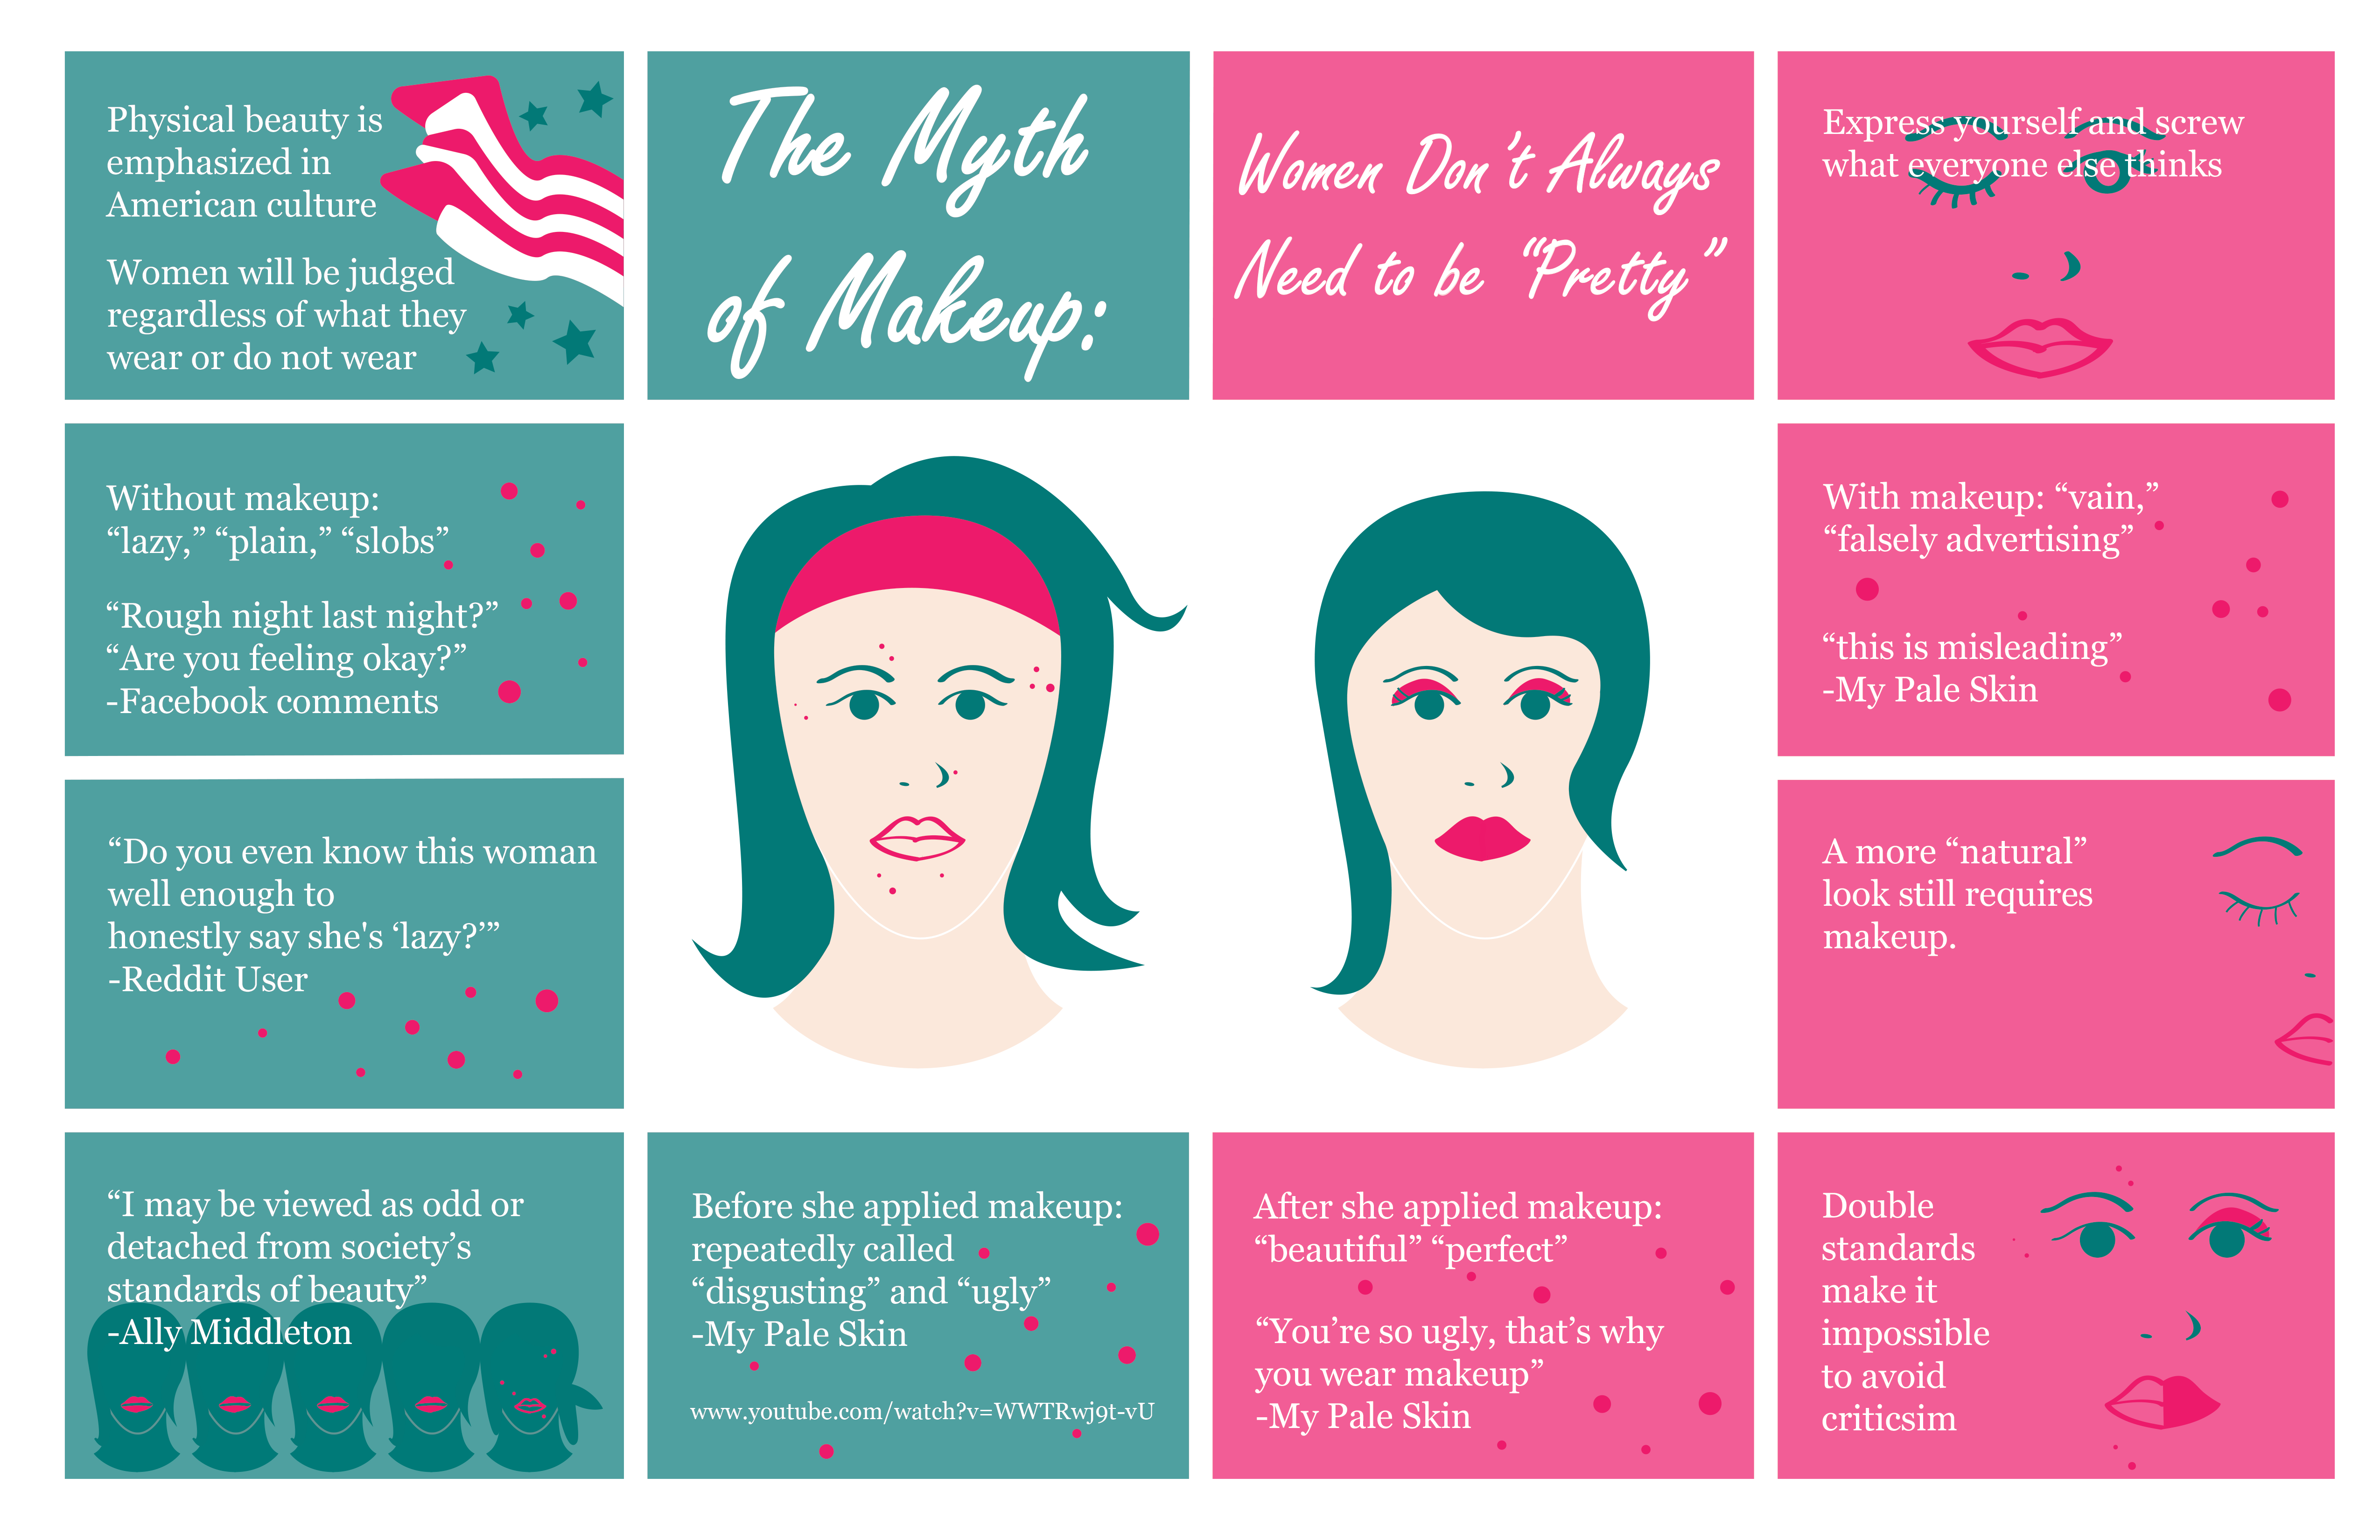 Physical beauty is
emphasized in
American culture
Women will be judged
regardless of what they
wear or do not wear
The Myth
of Makeup:
Women Don't Always
Need to be “Pretty”
Express yourself and screw
what everyone else thinks
Without makeup:
“lazy,” “plain,” “slobs”
“Rough night last night?”
“Are you feeling okay?”
-Facebook comments
With makeup: “vain,”
“falsely advertising”
“this is misleading”
-My Pale Skin
“Do you even know this woman
well enough to
honestly say she's ‘lazy?’”
-Reddit User
A more “natural”
look still requires
makeup.
“I may be viewed as odd or
detached from society’s
standards of beauty”
-Ally Middleton
Before she applied makeup:
repeatedly called
“disgusting” and “ugly”
-My Pale Skin
www.youtube.com/watch?v=WWTRwj9t-vU
After she applied makeup:
“beautiful” “perfect”
“You’re so ugly, that’s why
you wear makeup”
-My Pale Skin
Double
standards
make it
impossible
to avoid
criticsim